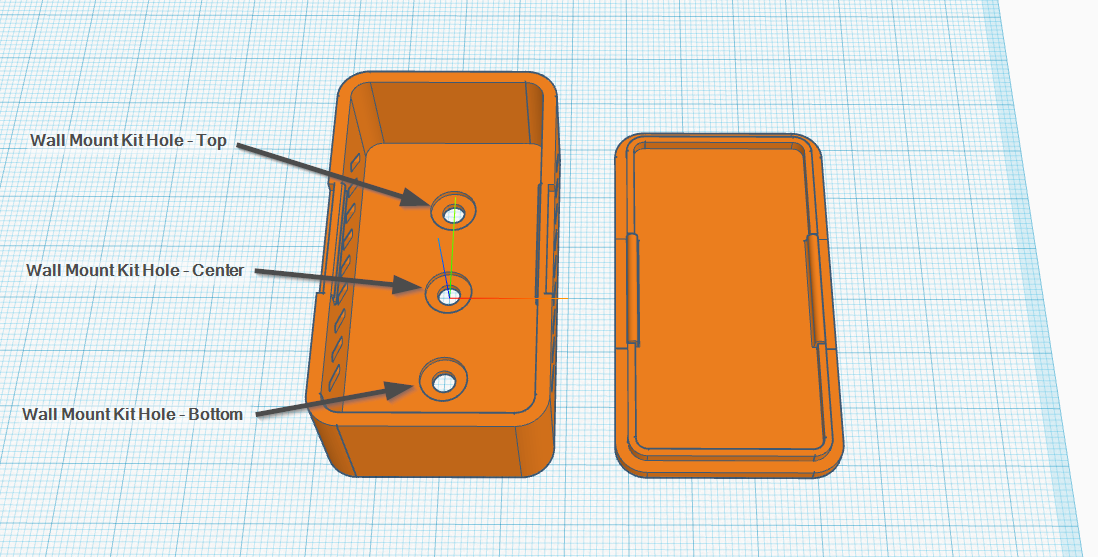 Wall Mount Kit Hole - Top
Wall Mount Kit Hole - Center
Wall Mount Kit Hole - Bottom